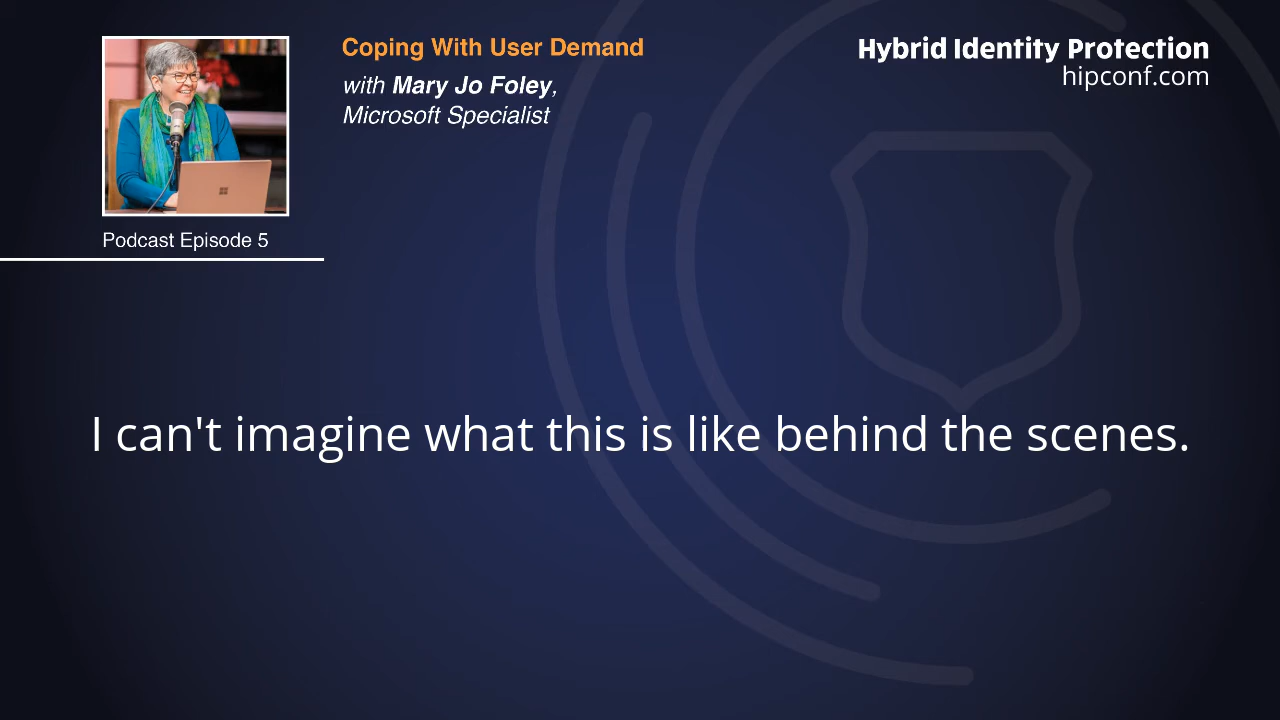 Coping With User Demand
with Mary Jo Foley,
Microsoft Specialist
Hybrid Identity Protection
hipconf.com
Podcast Episode 5
I can't imagine what this is like behind the scenes.